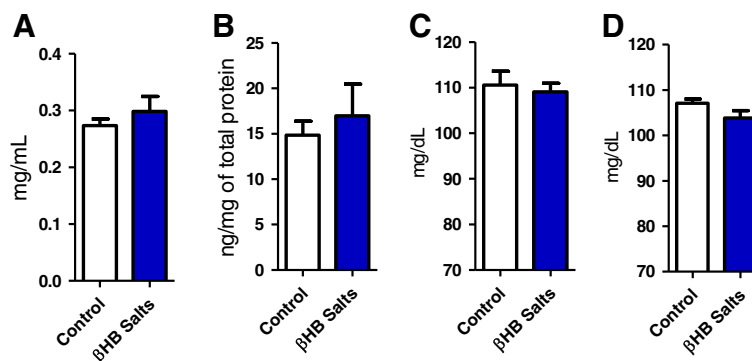 A
mg/mL
0.4
0.3
0.2
0.1
0.0
Control
βHB Salts
B
ng/mg of total protein
25
20
15
10
5
0
Control
βHB Salts
C
mg/dL
120
110
100
90
80
70
Control
βHB Salts
D
mg/dL
120
110
100
90
80
70
Control
βHB Salts